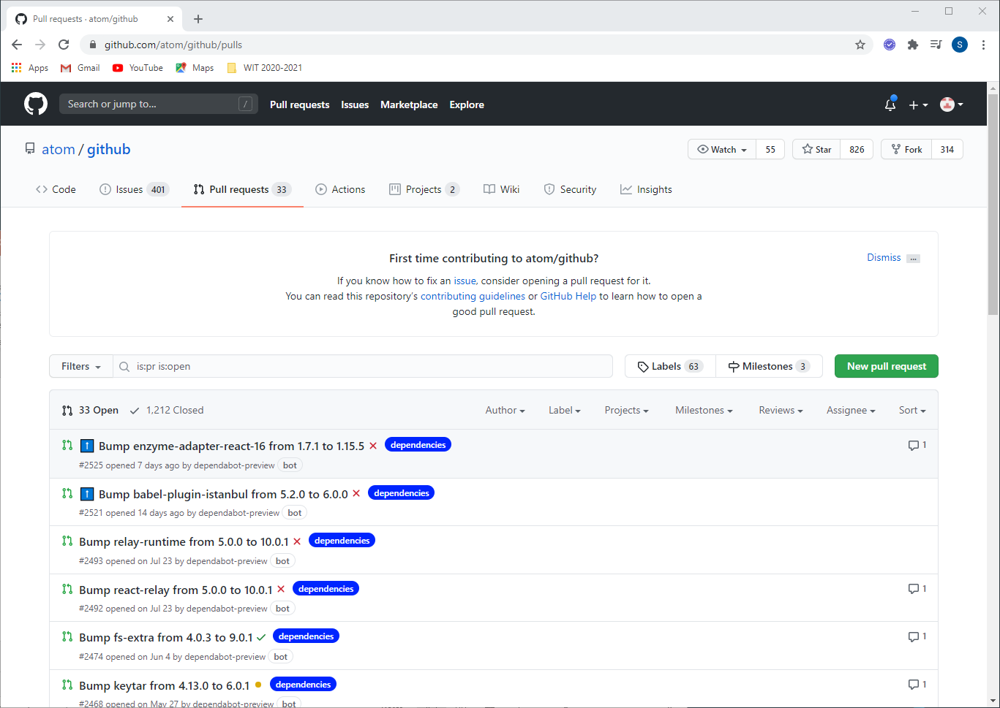 Pull requests · atom/github
github.com/atom/github/pulls
S
Apps Gmail YouTube Maps WIT 2020-2021
Search or jump to... / Pull requests Issues Marketplace Explore
atom / github Watch 55 Star 826 Fork 314
Code Issues 401 Pull requests 33 Actions Projects 2 Wiki Security Insights
First time contributing to atom/github? Dismiss ...
If you know how to fix an issue, consider opening a pull request for it.
You can read this repository's contributing guidelines or GitHub Help to learn how to open a
good pull request.
Filters is:pr is:open Labels 63 Milestones 3 New pull request
33 Open 1,212 Closed Author Label Projects Milestones Reviews Assignee Sort
Bump enzyme-adapter-react-16 from 1.7.1 to 1.15.5 dependencies 1
#2525 opened 7 days ago by dependabot-preview bot
Bump babel-plugin-istanbul from 5.2.0 to 6.0.0 dependencies
#2521 opened 14 days ago by dependabot-preview bot
Bump relay-runtime from 5.0.0 to 10.0.1 dependencies
#2493 opened on Jul 23 by dependabot-preview bot
Bump react-relay from 5.0.0 to 10.0.1 dependencies 1
#2492 opened on Jul 23 by dependabot-preview bot
Bump fs-extra from 4.0.3 to 9.0.1 dependencies 1
#2474 opened on Jun 4 by dependabot-preview bot
Bump keytar from 4.13.0 to 6.0.1 dependencies 1
#2468 opened on May 27 by dependabot-preview bot